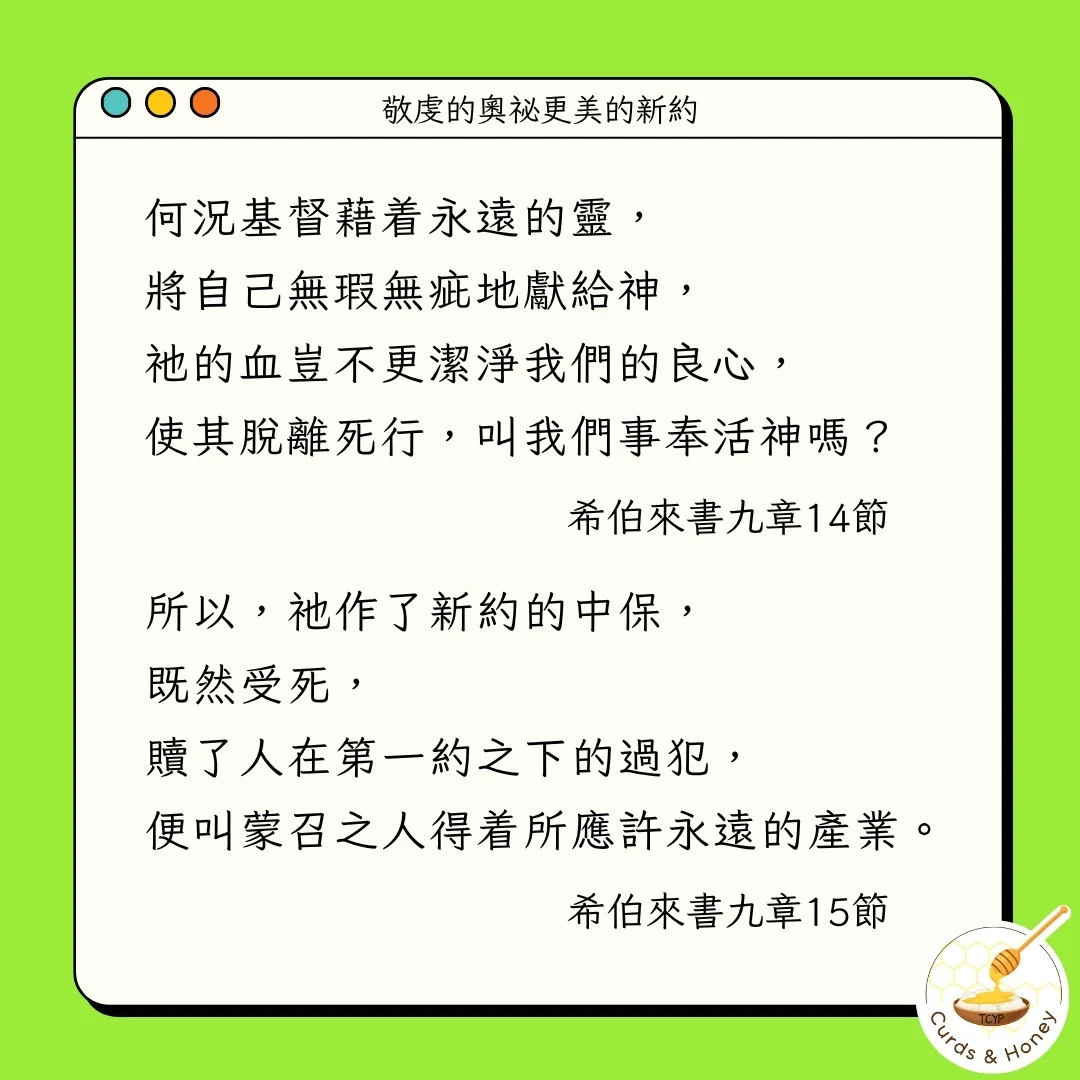 敬虔的奧祕更美的新約
何況基督藉着永遠的靈，
將自己無瑕無疵地獻給神，
祂的血豈不更潔淨我們的良心，
使其脫離死行，叫我們事奉活神嗎？
希伯來書九章14節
所以，祂作了新約的中保，
既然受死，
贖了人在第一約之下的過犯，
便叫蒙召之人得着所應許永遠的產業。
希伯來書九章15節
TCYP
Curds & Honey